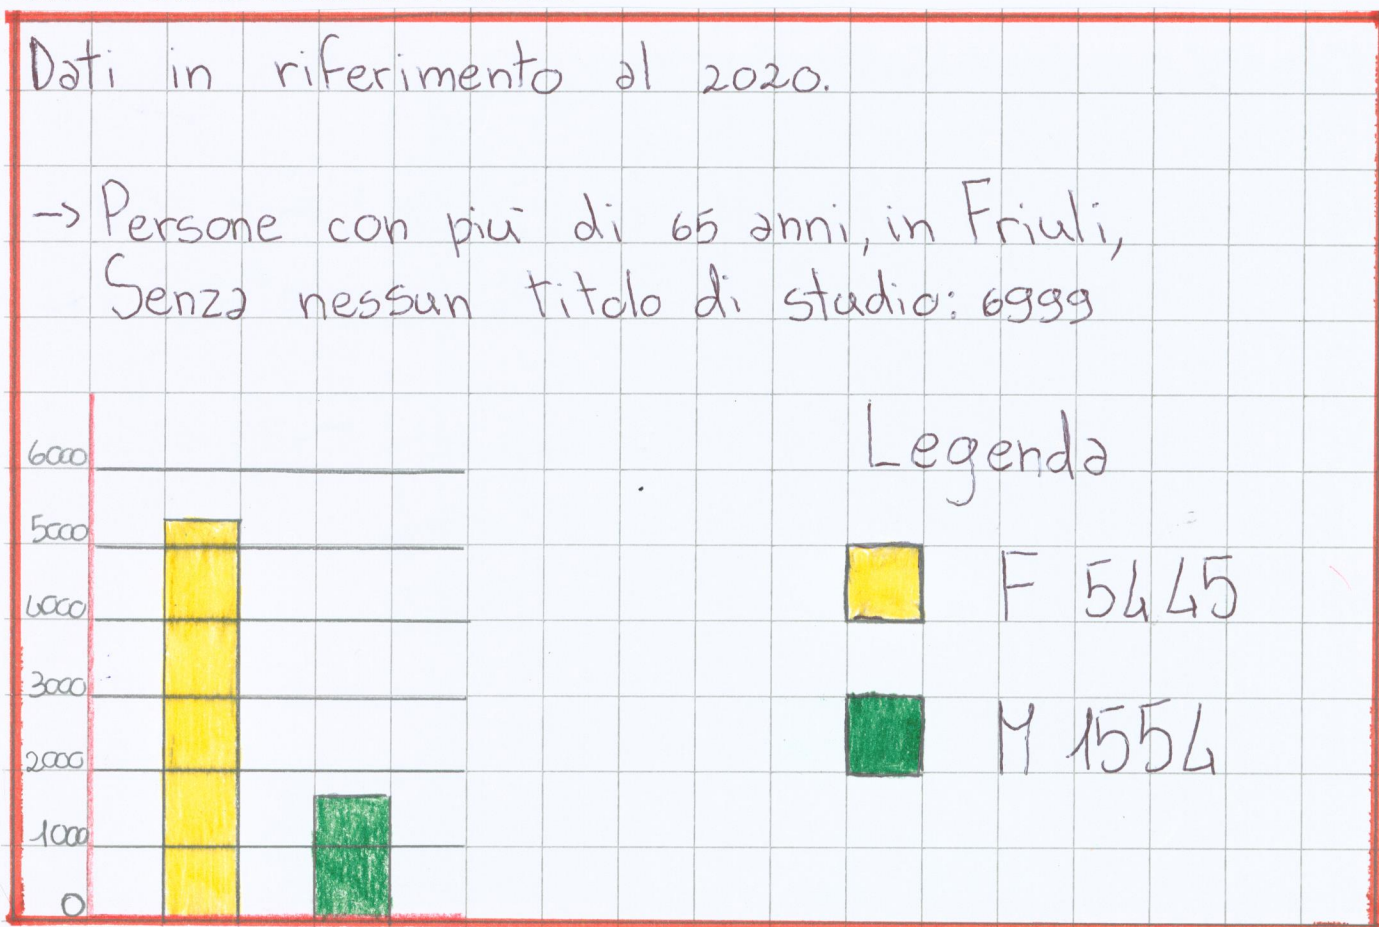 Dati in riferimento al 2020.
→ Persone con più di 65 anni, in Friuli,
Senza nessun titolo di studio: 6999
Legenda
6000
5000
4000
3000
2000
1000
0
F 5445
M 1554